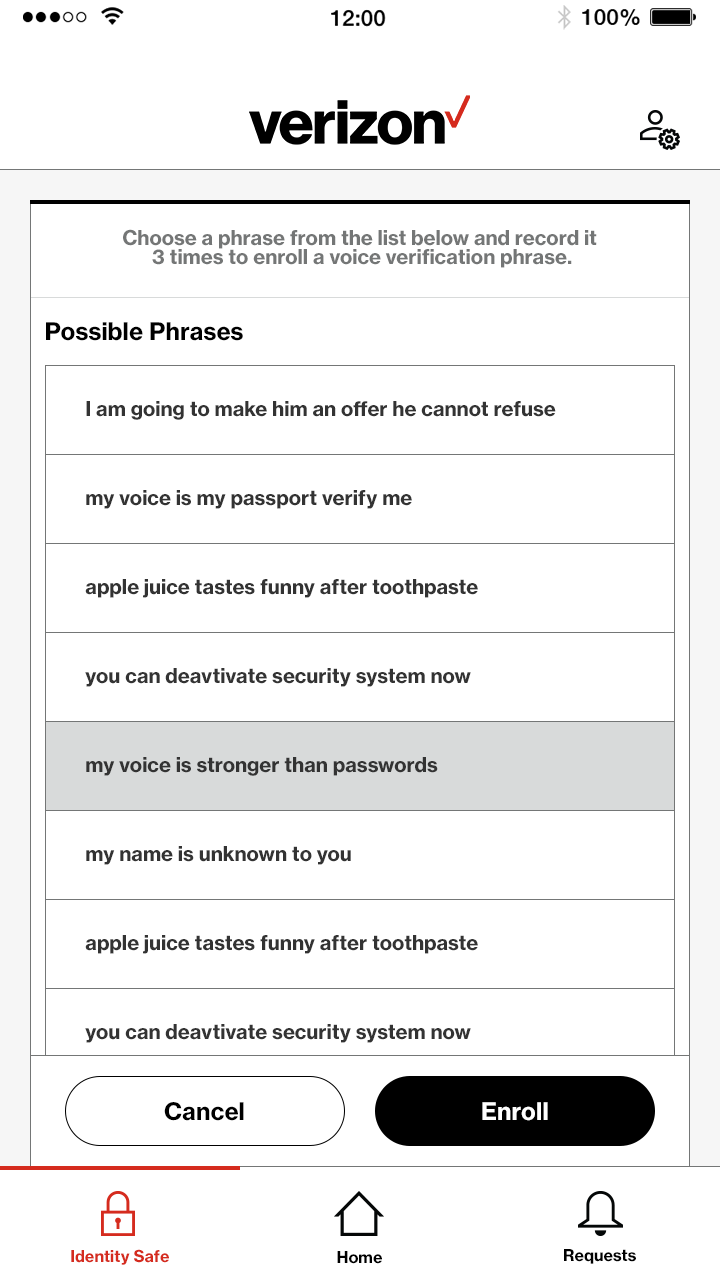 12:00
100%
verizon
Choose a phrase from the list below and record it
3 times to enroll a voice verification phrase.
Possible Phrases
I am going to make him an offer he cannot refuse
my voice is my passport verify me
apple juice tastes funny after toothpaste
you can deavtivate security system now
my voice is stronger than passwords
my name is unknown to you
apple juice tastes funny after toothpaste
you can deavtivate security system now
Cancel
Enroll
Identity Safe
Home
Requests